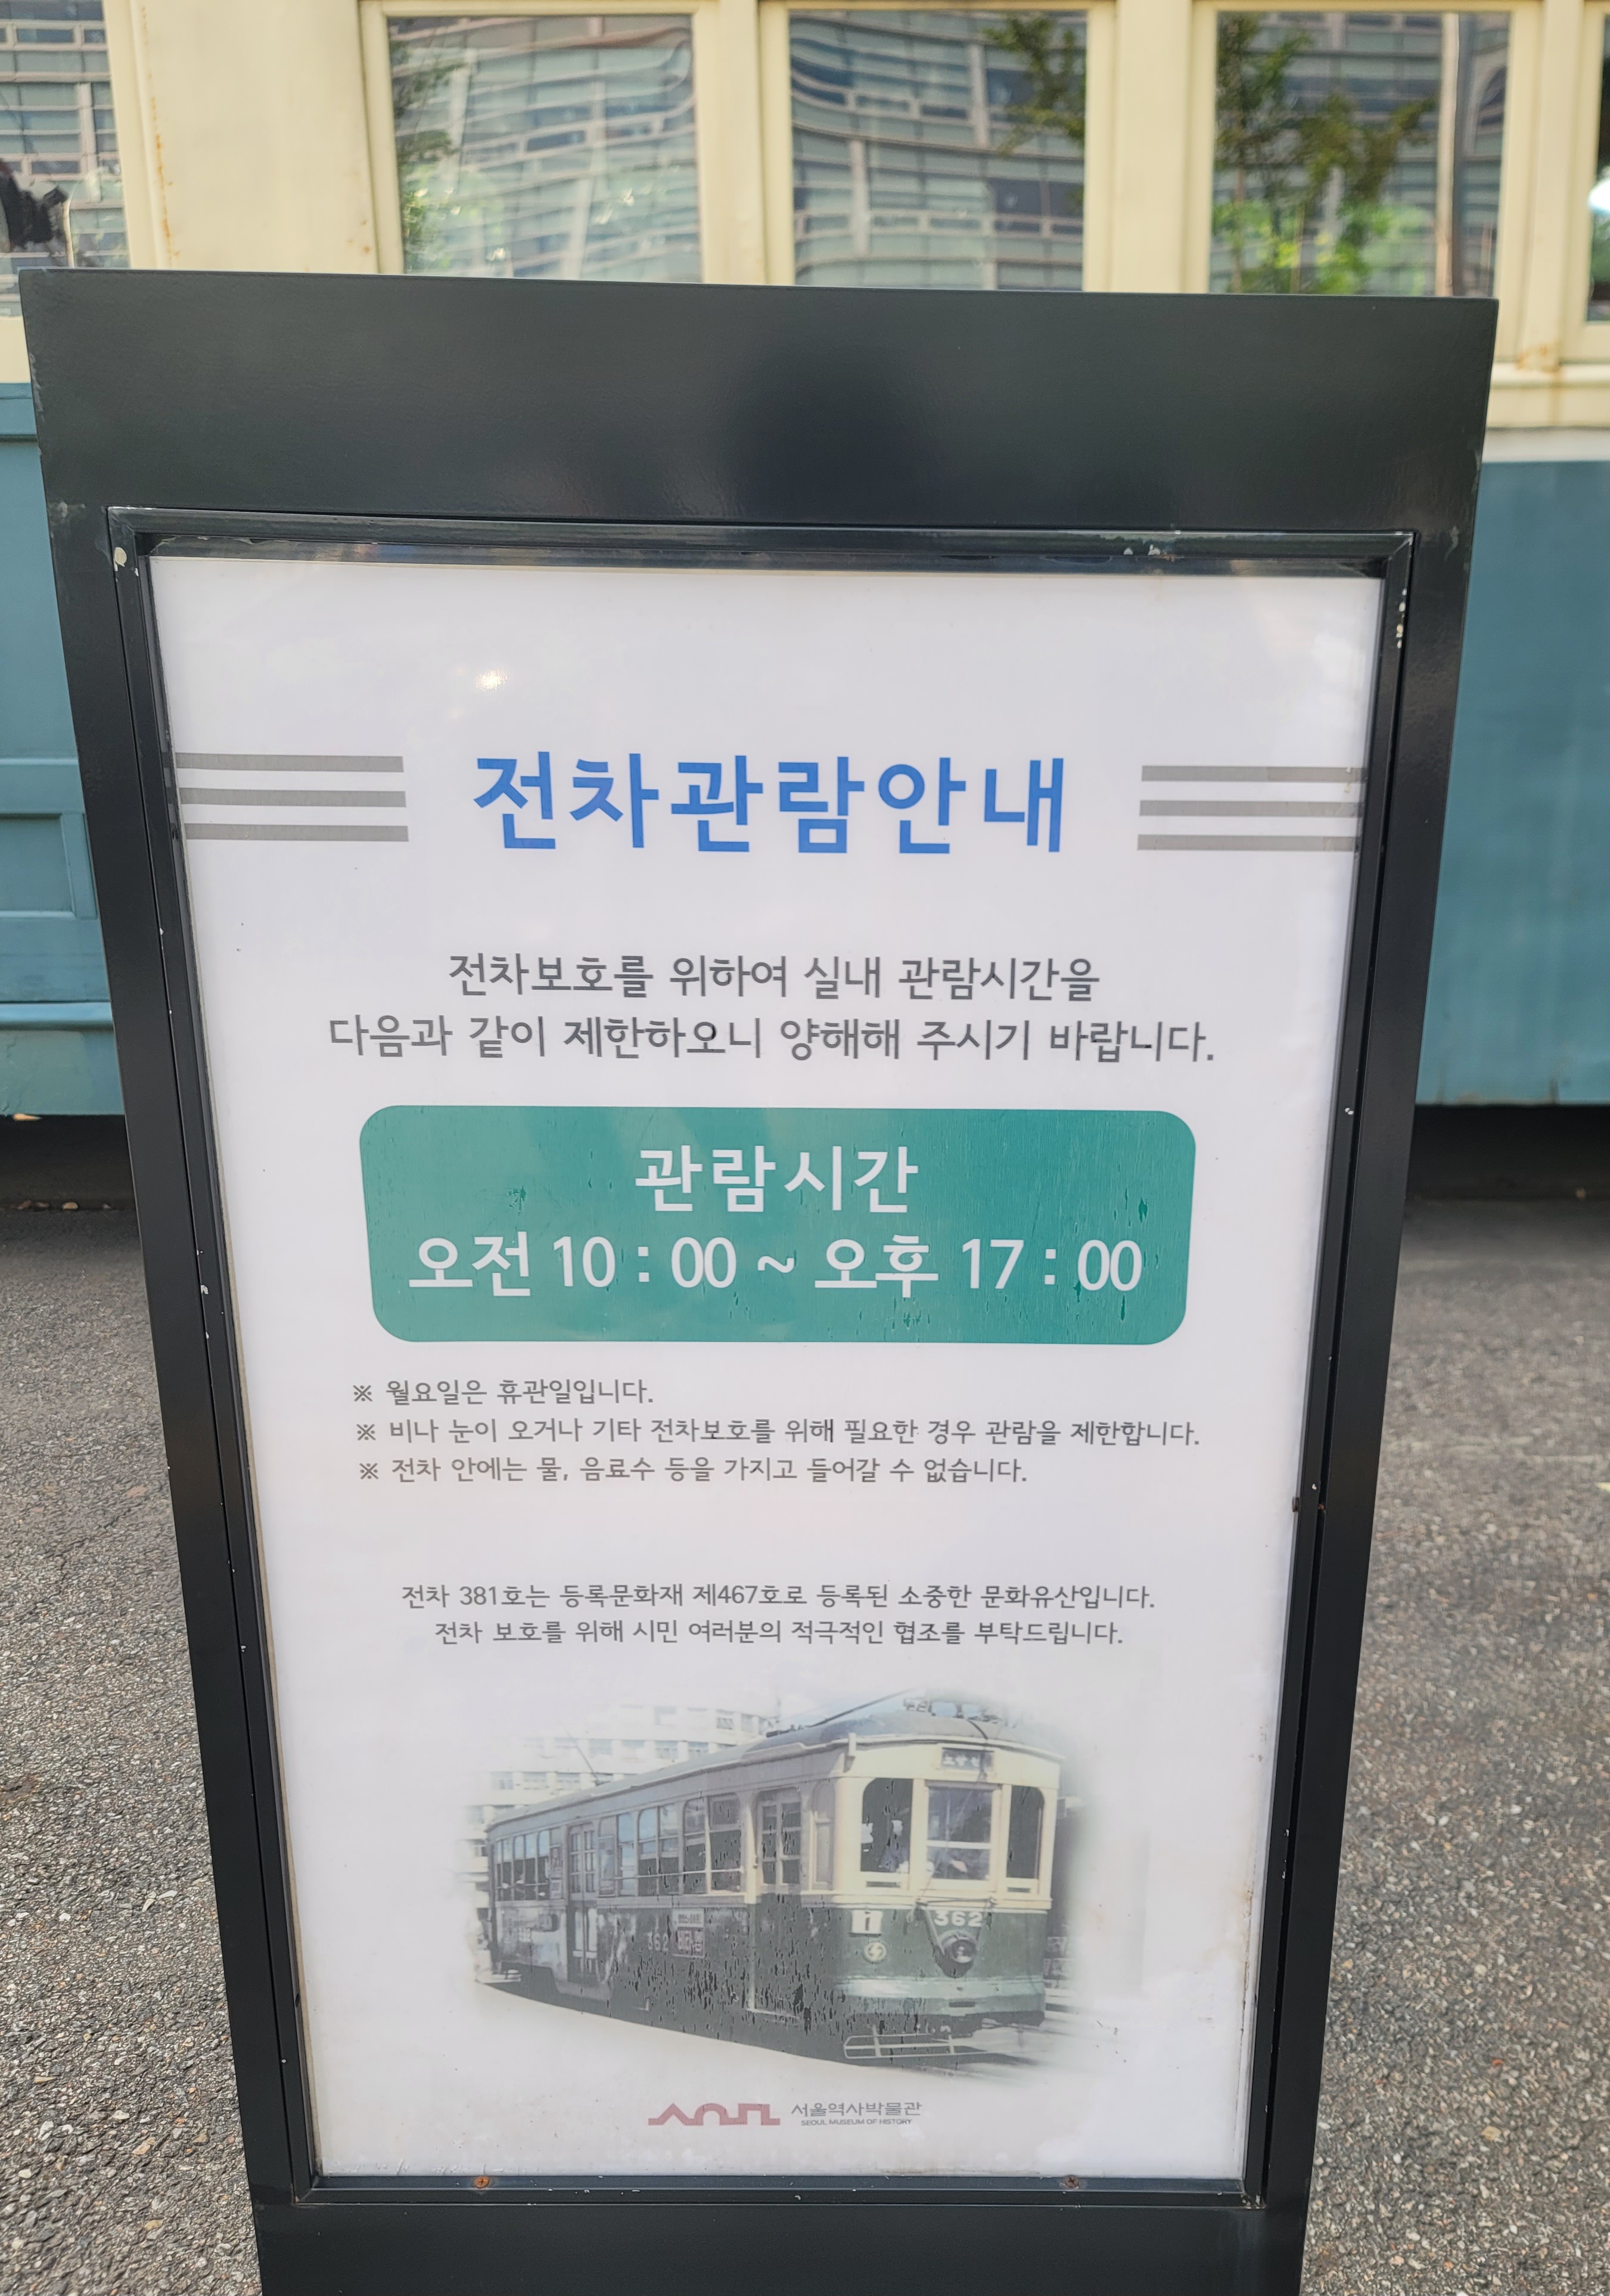 전차관람안내
전차보호를 위하여 실내 관람시간을
다음과 같이 제한하오니 양해해 주시기 바랍니다.
관람시간
오전 10 : 00 ~ 오후 17 : 00
※ 월요일은 휴관일입니다.
※ 비나 눈이 오거나 기타 전차보호를 위해 필요한 경우 관람을 제한합니다.
※ 전차 안에는 물, 음료수 등을 가지고 들어갈 수 없습니다.
전차 381호는 등록문화재 제467호로 등록된 소중한 문화유산입니다.
전차 보호를 위해 시민 여러분의 적극적인 협조를 부탁드립니다.
362
362
서울역사박물관
SEOUL MUSEUM OF HISTORY